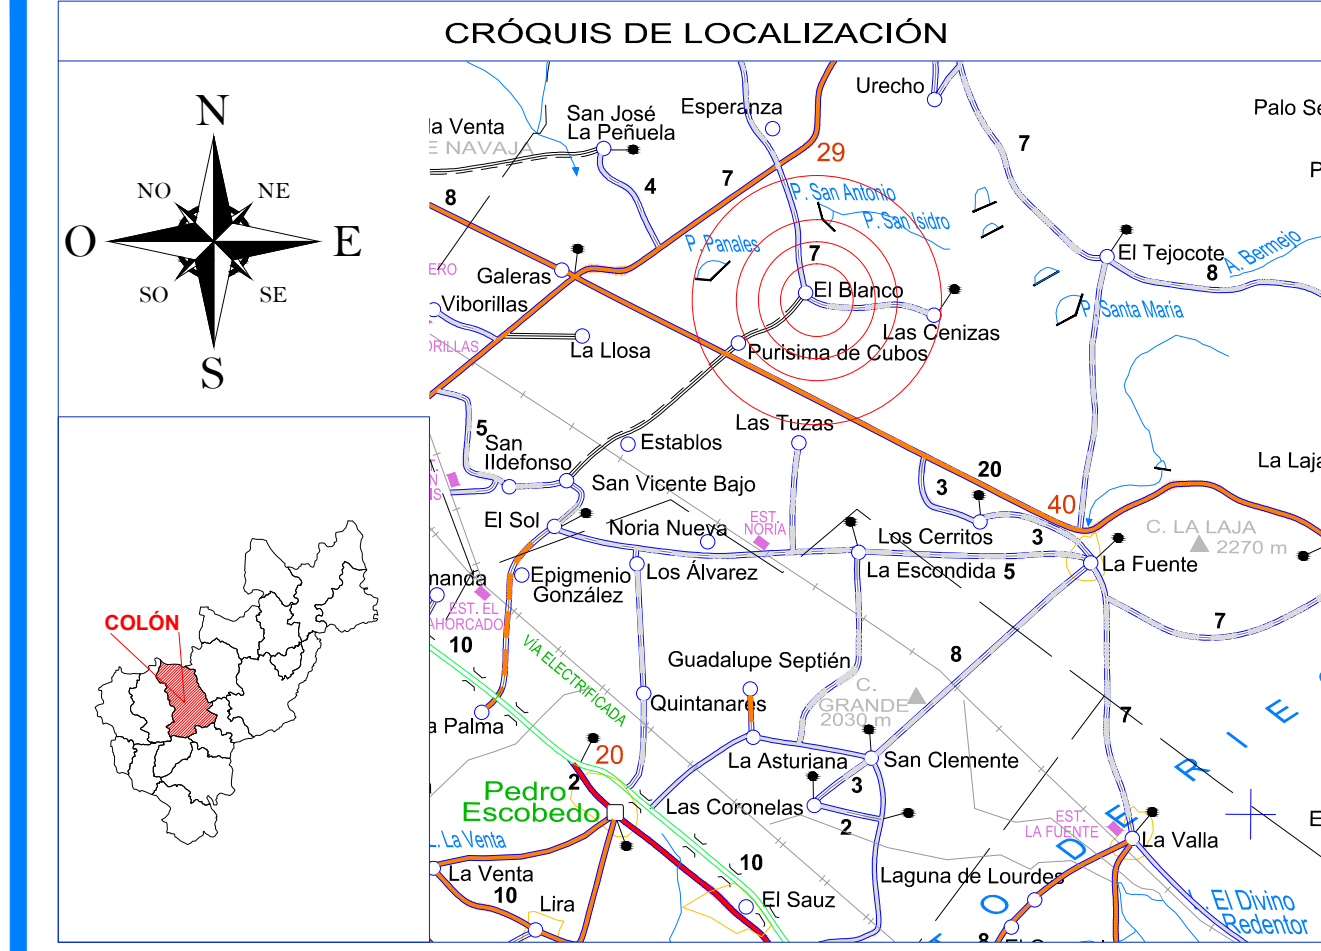 CRÓQUIS DE LOCALIZACIÓN
N
NO
NE
O
E
SO
SE
S
COLÓN
la Venta
E NAVAJA
San José
La Peñuela
Esperanza
Urecho
Palo Se
P
29
7
4
7
8
P. San Antonio
P. San Isidro
P. Panales
7
El Tejocote
A. Bermejo
8
ERO
Galeras
El Blanco
P. Santa María
Viborillas
Las Cenizas
ORILLAS
La Llosa
Purisima de Cubos
5
San
Ildefonso
Establos
Las Tuzas
La Laja
20
A.
N
IS
San Vicente Bajo
3
40
El Sol
Noria Nueva
EST.
NORIA
Los Cerritos
3
C. LA LAJA
2270 m
manda
Epigmenio
González
Los Álvarez
La Escondida
5
La Fuente
EST. EL
AHORCADO
10
VÍA ELECTRIFICADA
7
Guadalupe Septién
8
C.
GRANDE
2030 m
Quintanares
a Palma
7
20
La Asturiana
San Clemente
2
Pedro
Escobedo
Las Coronelas
3
2
EST.
LA FUENTE
O
D
E
R
I
E
La Valla
E
L. La Venta
La Venta
10
Lira
10
El Sauz
Laguna de Lourdes
L. El Divino
Redentor
8